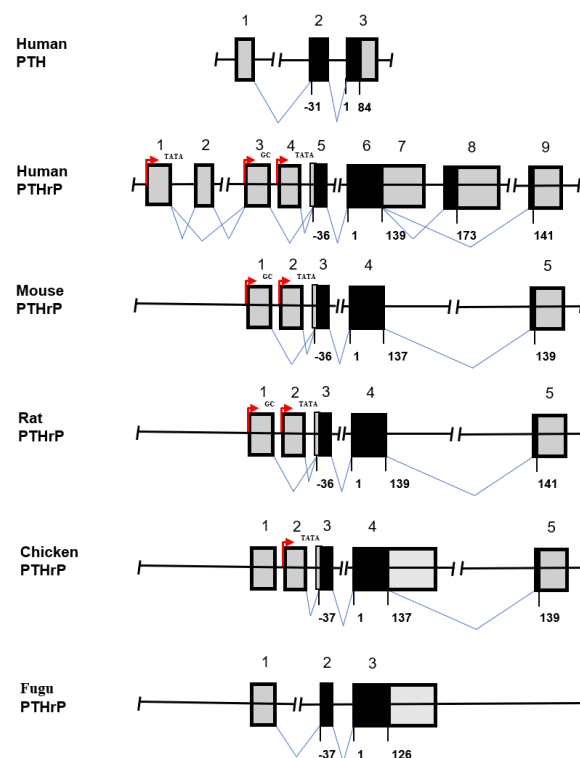 1 2 3
Human
PTH
-31 1 84
1 TATA 2 3 GC 4 TATA 5 6 7 8 9
Human
PTHrP
-36 1 139 173 141
1 GC 2 TATA 3 4 5
Mouse
PTHrP
-36 1 137 139
1 GC 2 TATA 3 4 5
Rat
PTHrP
-36 1 139 141
1 2 TATA 3 4 5
Chicken
PTHrP
-37 1 137 139
1 2 3
Fugu
PTHrP
-37 1 126